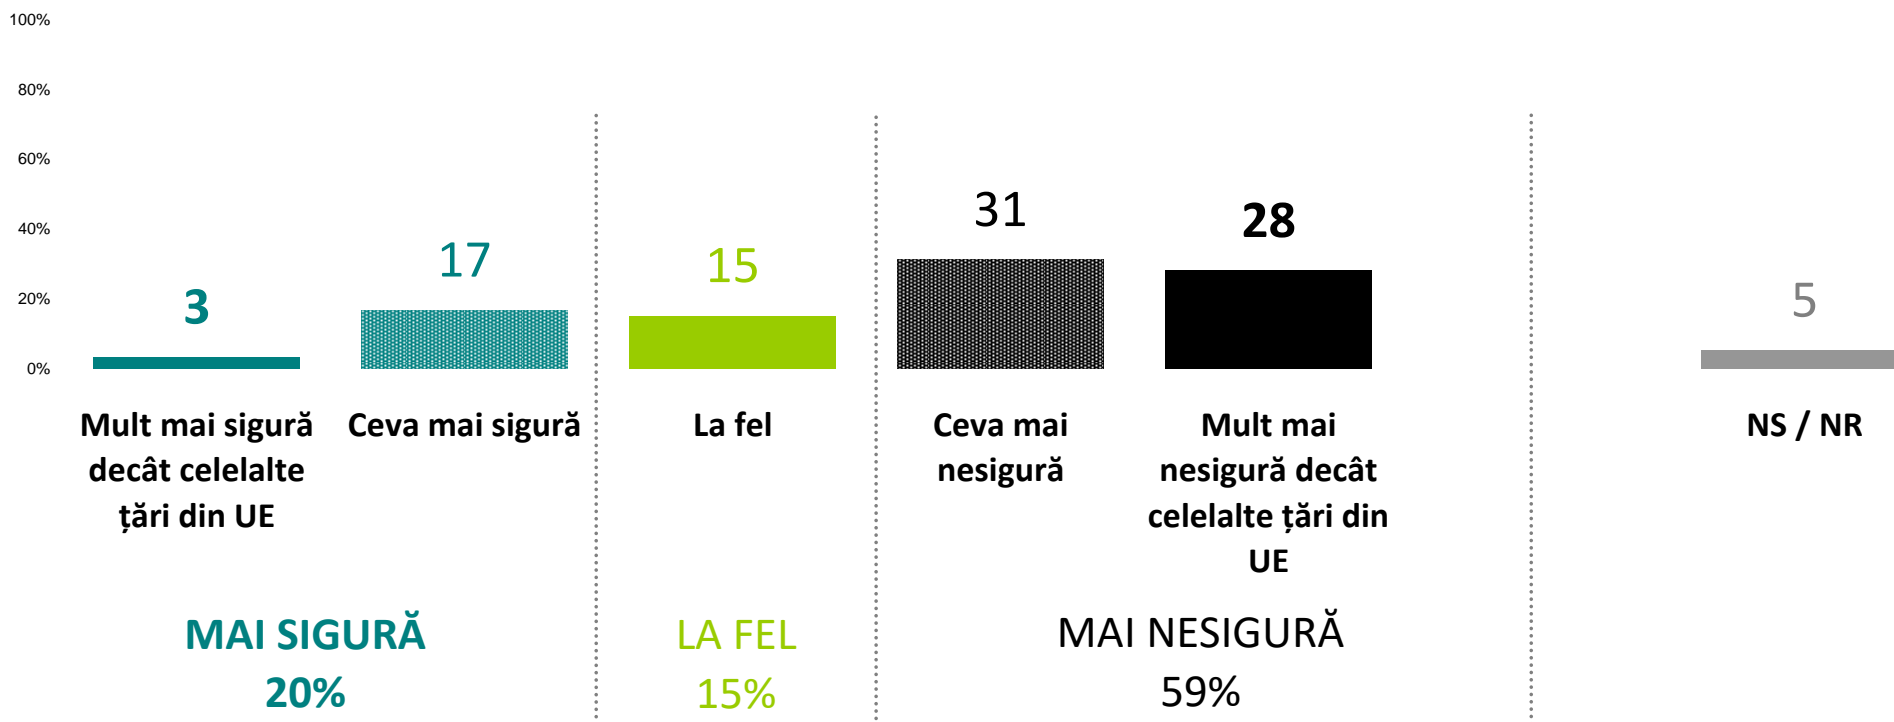 100%
80%
60%
40%
20%
0%
3
17
15
31
28
5
Mult mai sigură
decât celelalte
țări din UE
Ceva mai sigură
La fel
Ceva mai
nesigură
Mult mai
nesigură decât
celelalte țări din
UE
NS / NR
MAI SIGURĂ
20%
LA FEL
15%
MAI NESIGURĂ
59%